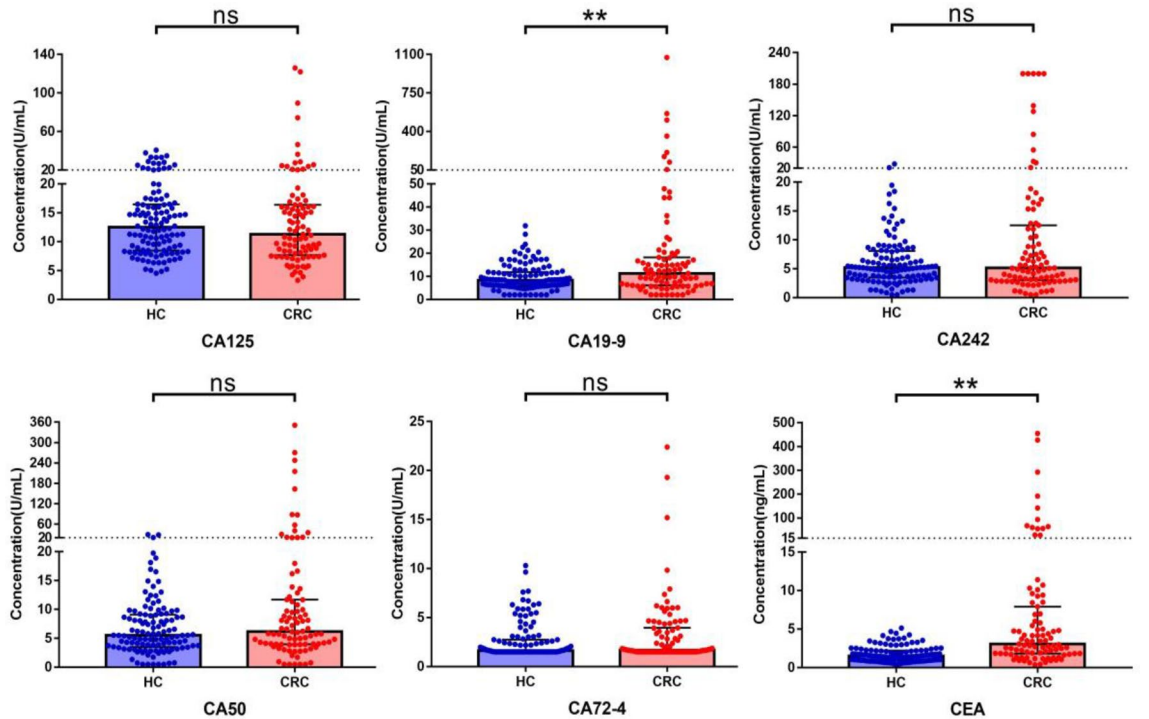 ns
Concentration(U/mL)
140
100
60
20
20
15
10
5
0
HC
CRC
CA125
**
Concentration(U/mL)
1100
750
400
50
50
40
30
20
10
0
HC
CRC
CA19-9
ns
Concentration(U/mL)
240
180
120
60
20
20
15
10
5
0
HC
CRC
CA242
ns
Concentration(U/mL)
360
300
240
180
120
60
20
20
15
10
5
0
HC
CRC
CA50
ns
Concentration(U/mL)
25
20
15
10
5
0
HC
CRC
CA72-4
**
Concentration(ng/mL)
500
400
300
200
100
15
15
10
5
0
HC
CRC
CEA